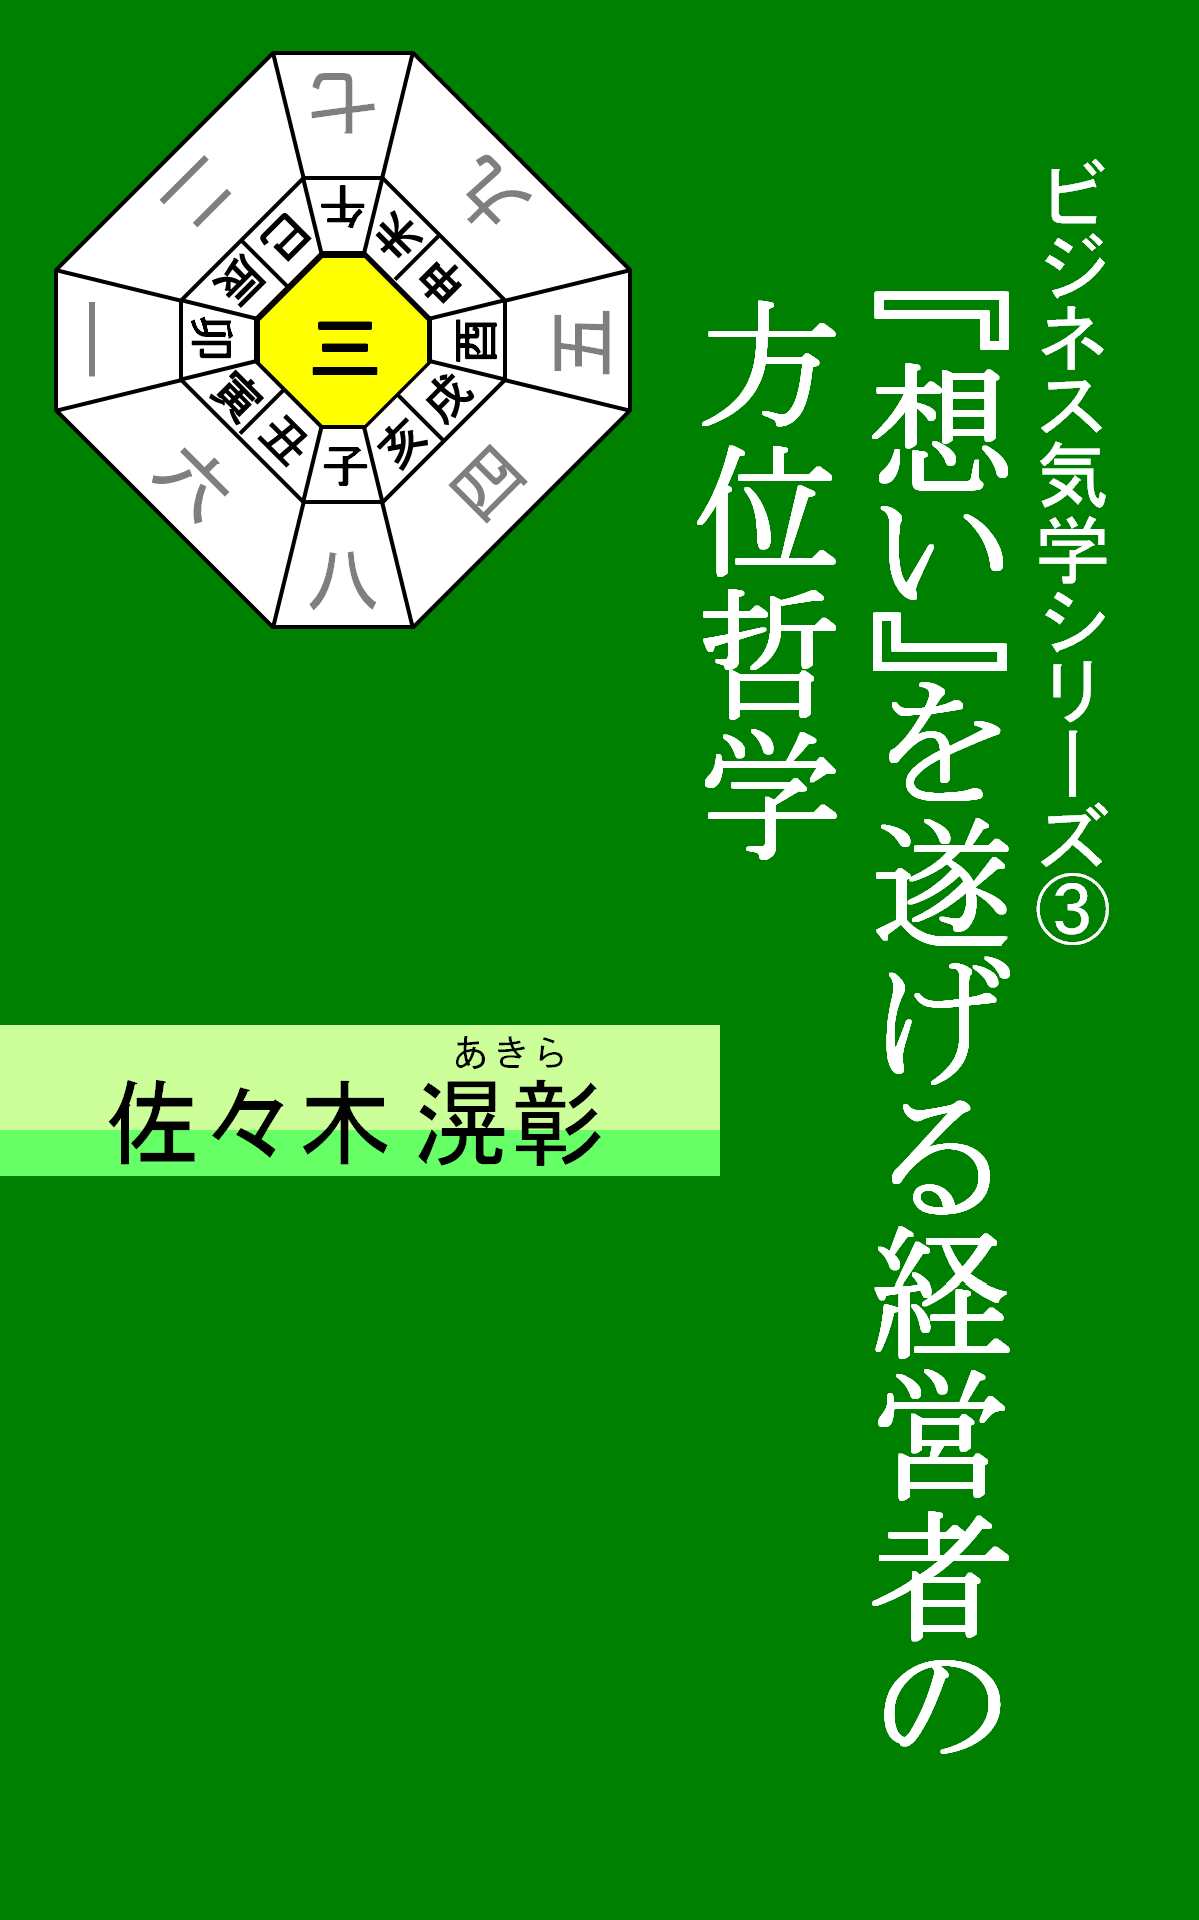 ビジネス気学シリーズ③
『想い』を遂げる経営者の
方位哲学
七
二 九
一 五
六 四
八
午
巳 未
辰 申
卯 三 酉
寅 戌
丑 亥
子
あきら
佐々木 滉彰